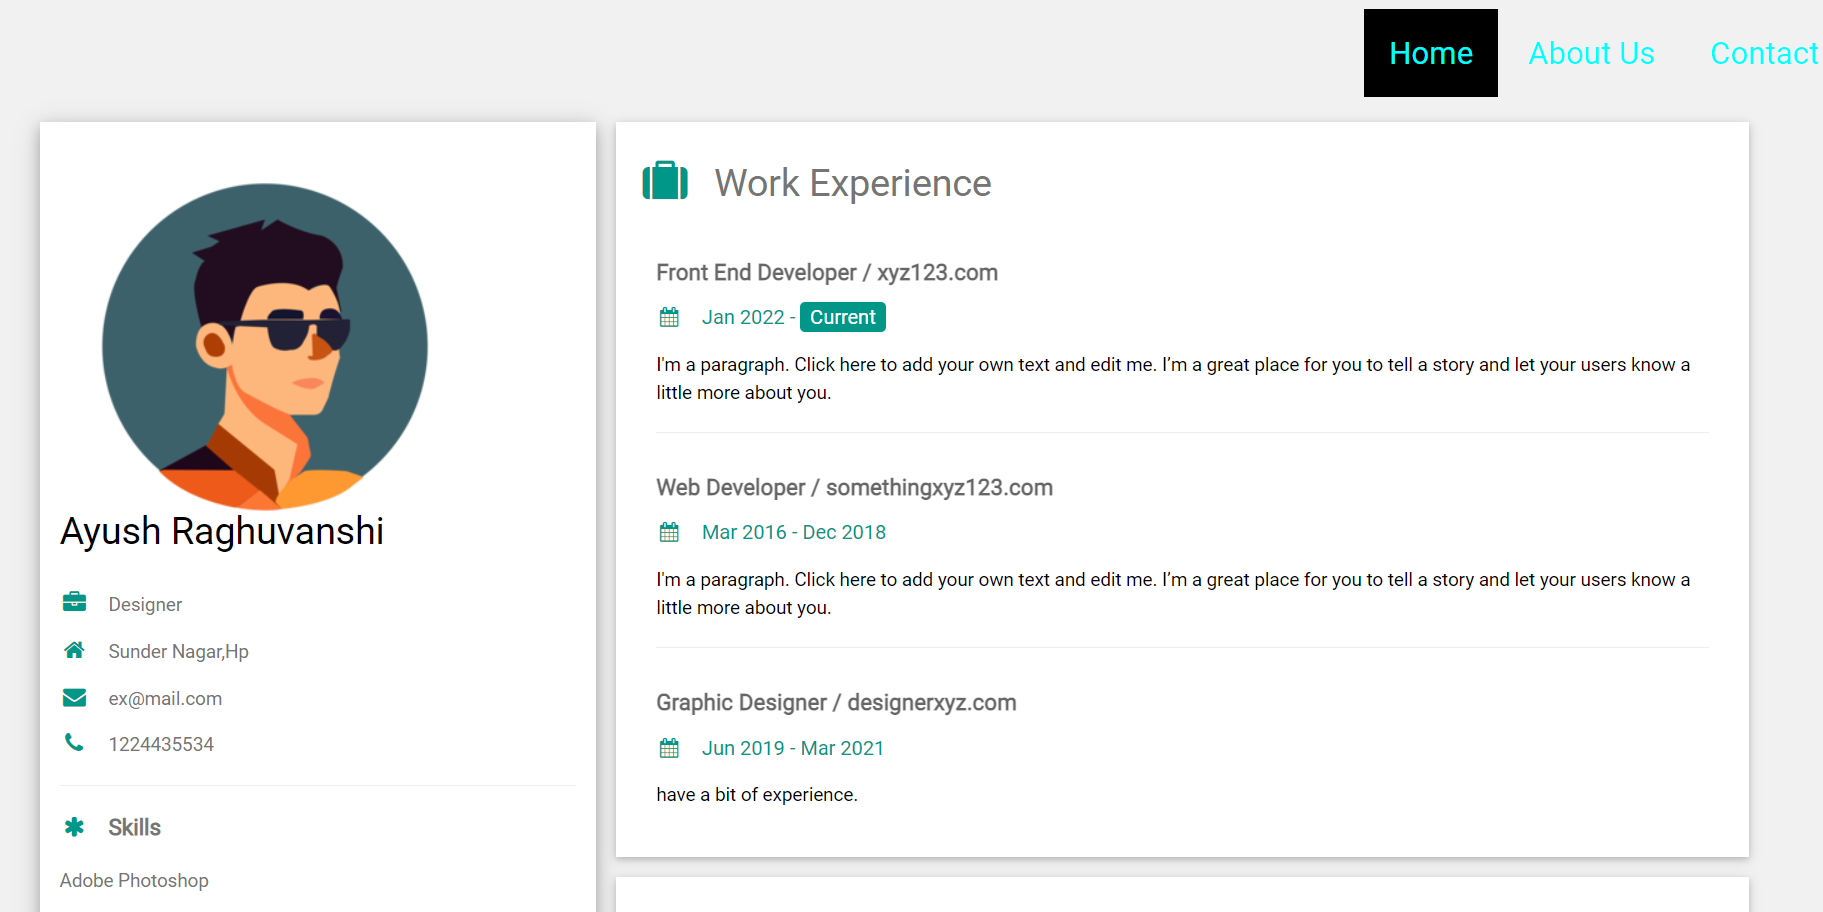 Home About Us Contact
Ayush Raghuvanshi
Designer
Sunder Nagar,Hp
ex@mail.com
1224435534
Skills
Adobe Photoshop
Work Experience
Front End Developer / xyz123.com
Jan 2022 - Current
I'm a paragraph. Click here to add your own text and edit me. I’m a great place for you to tell a story and let your users know a
little more about you.
Web Developer / somethingxyz123.com
Mar 2016 - Dec 2018
I'm a paragraph. Click here to add your own text and edit me. I’m a great place for you to tell a story and let your users know a
little more about you.
Graphic Designer / designerxyz.com
Jun 2019 - Mar 2021
have a bit of experience.